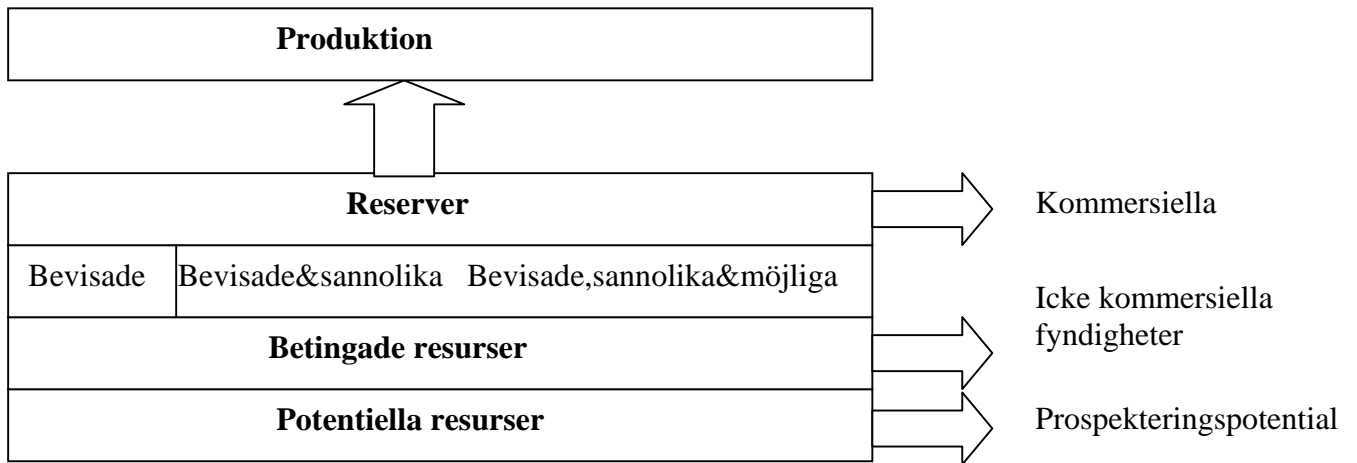 Produktion
Reserver
Kommersiella
Bevisade
Bevisade&sannolika
Bevisade,sannolika&möjliga
Icke kommersiella
fyndigheter
Betingade resurser
Potentiella resurser
Prospekteringspotential